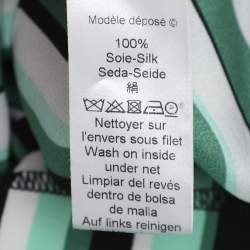 Modèle déposé ©
100%
Soie-Silk
Seda-Seide
絹
Nettoyer sur
l'envers sous filet
Wash on inside
under net
Limpiar del revés
dentro de bolsa
de malla
Auf links reinigen